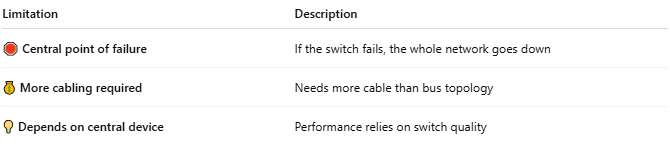 Limitation Description
🛑 Central point of failure If the switch fails, the whole network goes down
💰 More cabling required Needs more cable than bus topology
💡 Depends on central device Performance relies on switch quality